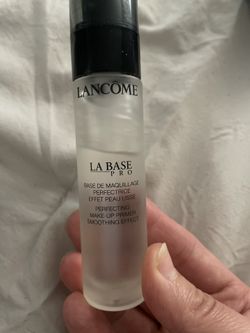 LANCÔME
LA BASE
PRO
BASE DE MAQUILLAGE
PERFECTRICE
EFFET PEAU LISSE
PERFECTING
MAKE-UP PRIMER
SMOOTHING EFFECT